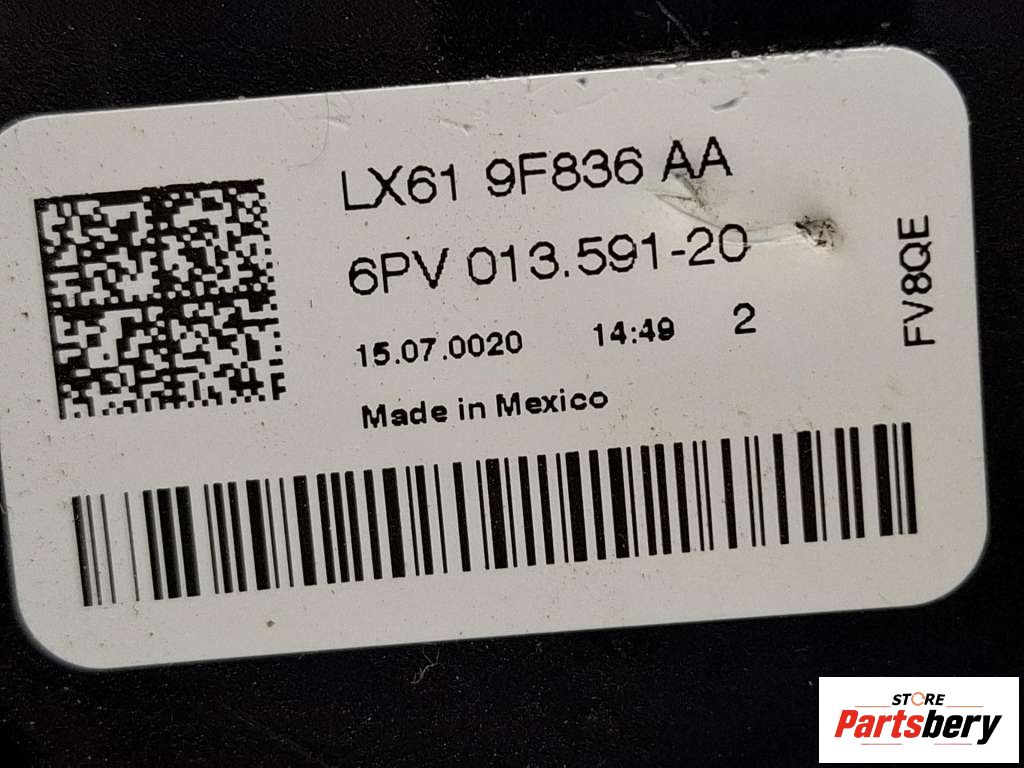 LX61 9F836 AA
6PV 013.591-20
15.07.0020 14:49 2
Made in Mexico
FV8QE
STORE
Partsbery